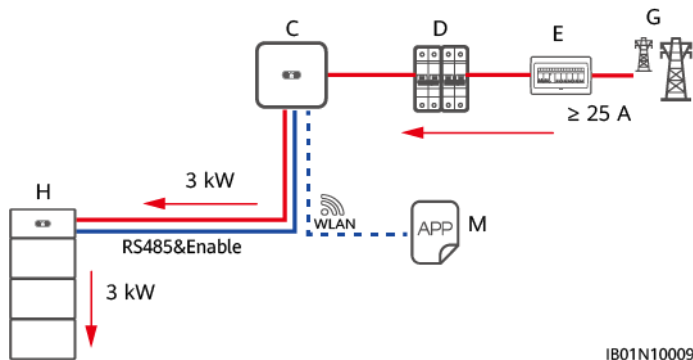 C
D
E
G
≥ 25 A
H
3 kW
WLAN
APP
M
RS485&Enable
3 kW
IB01N10009